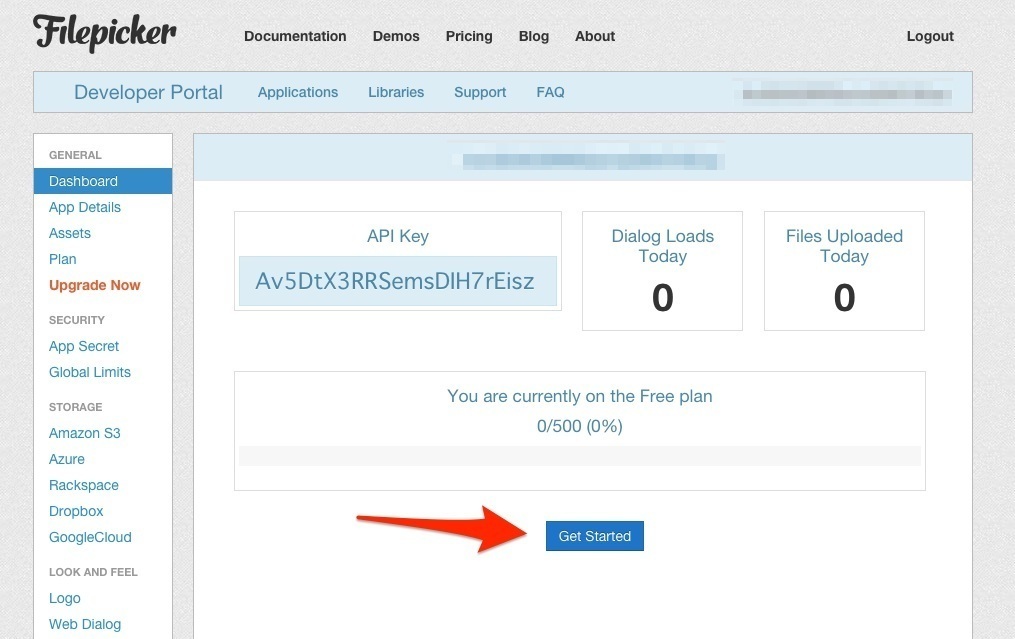 Filepicker
Documentation Demos Pricing Blog About Logout
Developer Portal Applications Libraries Support FAQ
GENERAL
Dashboard
App Details
Assets
Plan
Upgrade Now
SECURITY
App Secret
Global Limits
STORAGE
Amazon S3
Azure
Rackspace
Dropbox
GoogleCloud
LOOK AND FEEL
Logo
Web Dialog
API Key
Av5DtX3RRSemsDIH7rEisz
Dialog Loads
Today
0
Files Uploaded
Today
0
You are currently on the Free plan
0/500 (0%)
Get Started